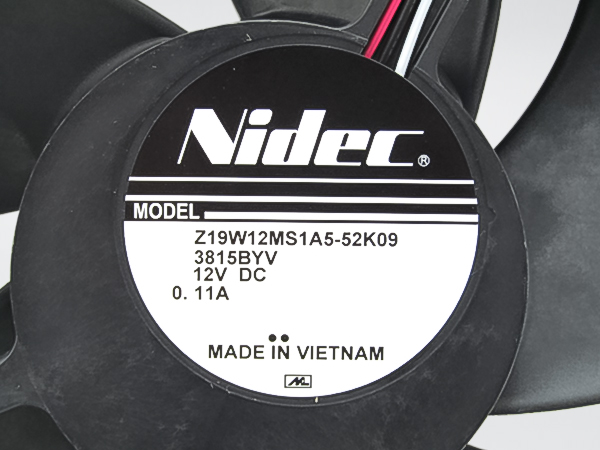 Nidec®
MODEL
Z19W12MS1A5-52K09
3815BYV
12V DC
0.11A
MADE IN VIETNAM